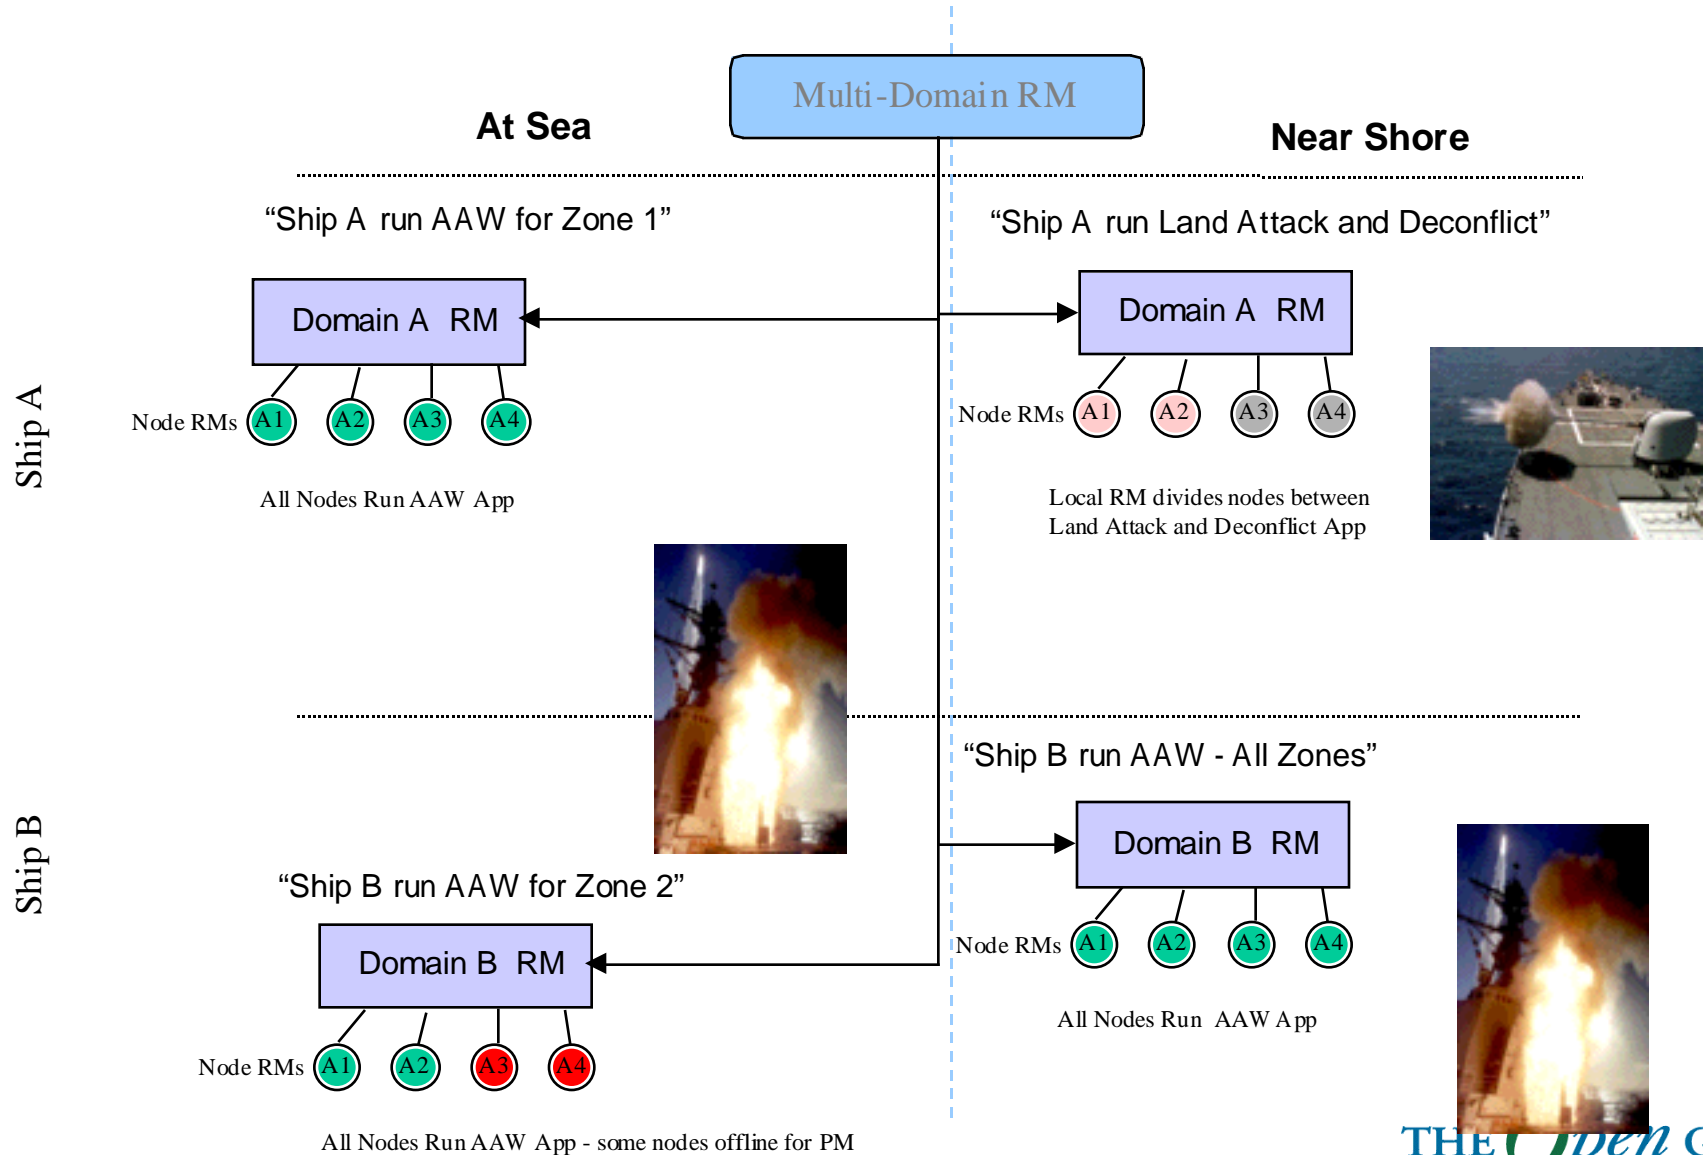 Multi-Domain RM
At Sea
Near Shore
Ship A
“Ship A run AAW for Zone 1”
Domain A RM
Node RMs
A1
A2
A3
A4
All Nodes Run AAW App
“Ship A run Land Attack and Deconflict”
Domain A RM
Node RMs
A1
A2
A3
A4
Local RM divides nodes between
Land Attack and Deconflict App
Ship B
“Ship B run AAW for Zone 2”
Domain B RM
Node RMs
A1
A2
A3
A4
All Nodes Run AAW App - some nodes offline for PM
“Ship B run AAW - All Zones”
Domain B RM
Node RMs
A1
A2
A3
A4
All Nodes Run AAW App
THE Open G